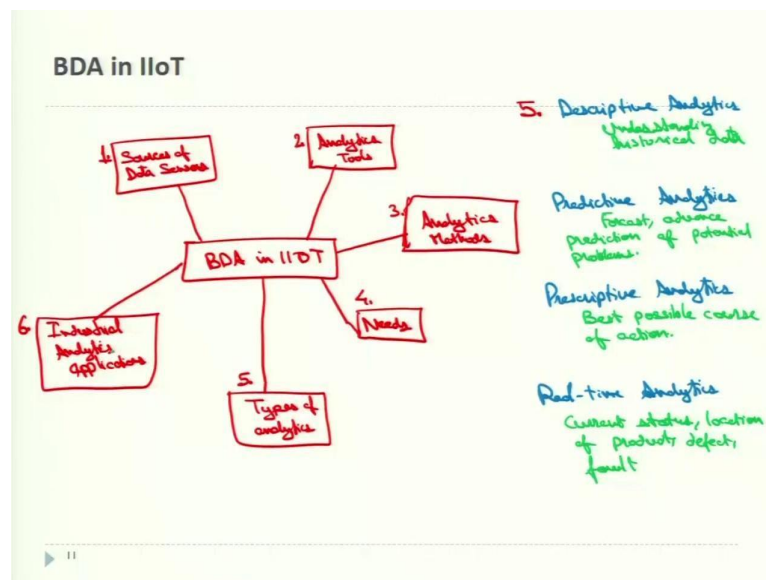 BDA in IIoT
1. Sources of
Data Sensors
2. Analytics
Tools
3. Analytics
Methods
BDA in IIOT
4.
Needs
5.
Types of
analytics
6. Industrial
Analytics
applications
5. Descriptive Analytics
Understanding
historical data
Predictive Analytics
Forcast, advance
prediction of potential
problems.
Prescriptive Analytics
Best possible course
of action.
Real-time Analytics
Current status, location
of product, defect,
fault
11